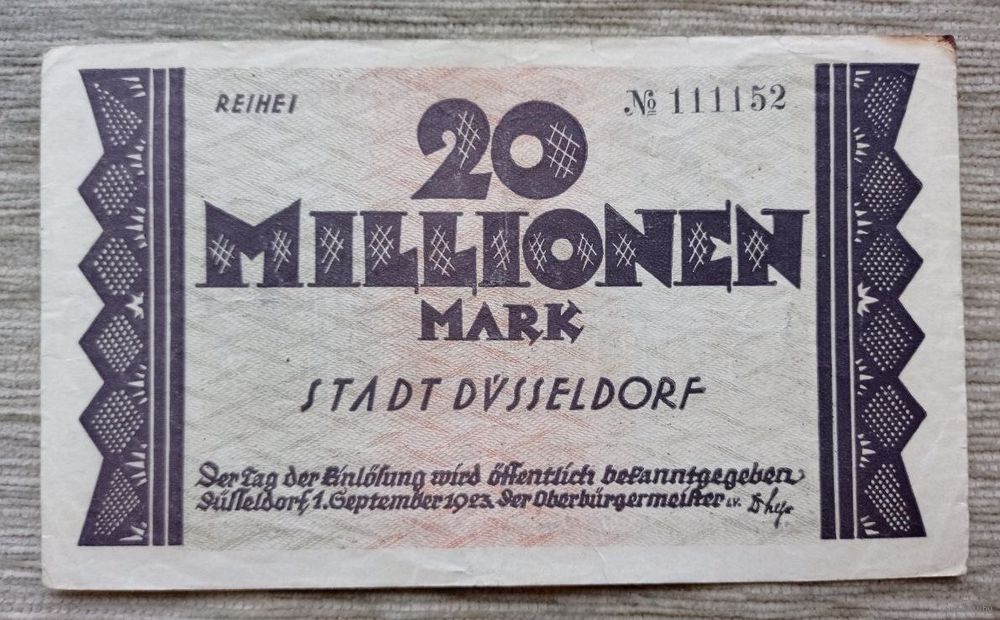 REIHE I
№ 111152
20
MILLIONEN
MARK
STADT DÜSSELDORF
Der Tag der Einlösung wird öffentlich bekanntgegeben
Düsseldorf, 1. September 1923. Der Oberbürgermeister i.V.